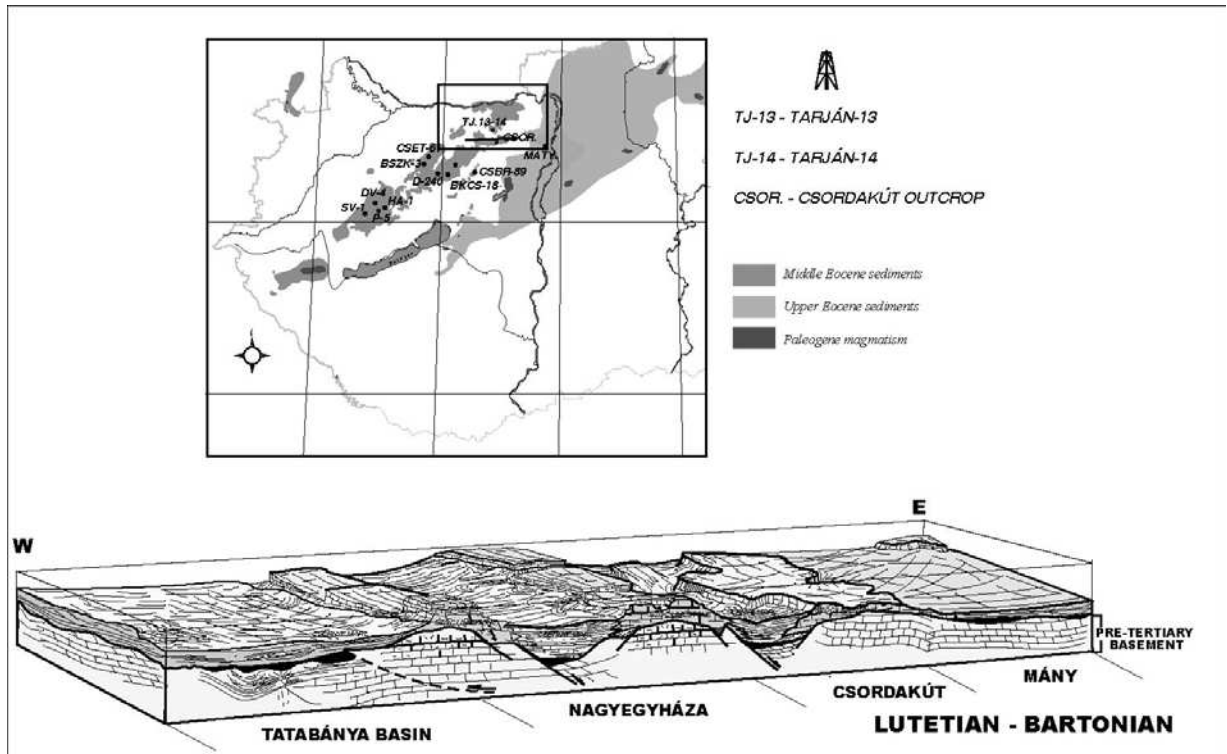 TJ-13 - TARJÁN-13
TJ-14 - TARJÁN-14
CSOR. - CSORDAKÚT OUTCROP
Middle Eocene sediments
Upper Eocene sediments
Paleogene magmatism
TJ.13-14
CSOR.
MÁTY.
CSET-61
BSZK-3
D-240
BKCS-18
CSBR-89
DV-4
HA-1
SV-1
P-5
W
E
PRE-TERTIARY
BASEMENT
MÁNY
CSORDAKÚT
NAGYEGYHÁZA
TATABÁNYA BASIN
LUTETIAN - BARTONIAN